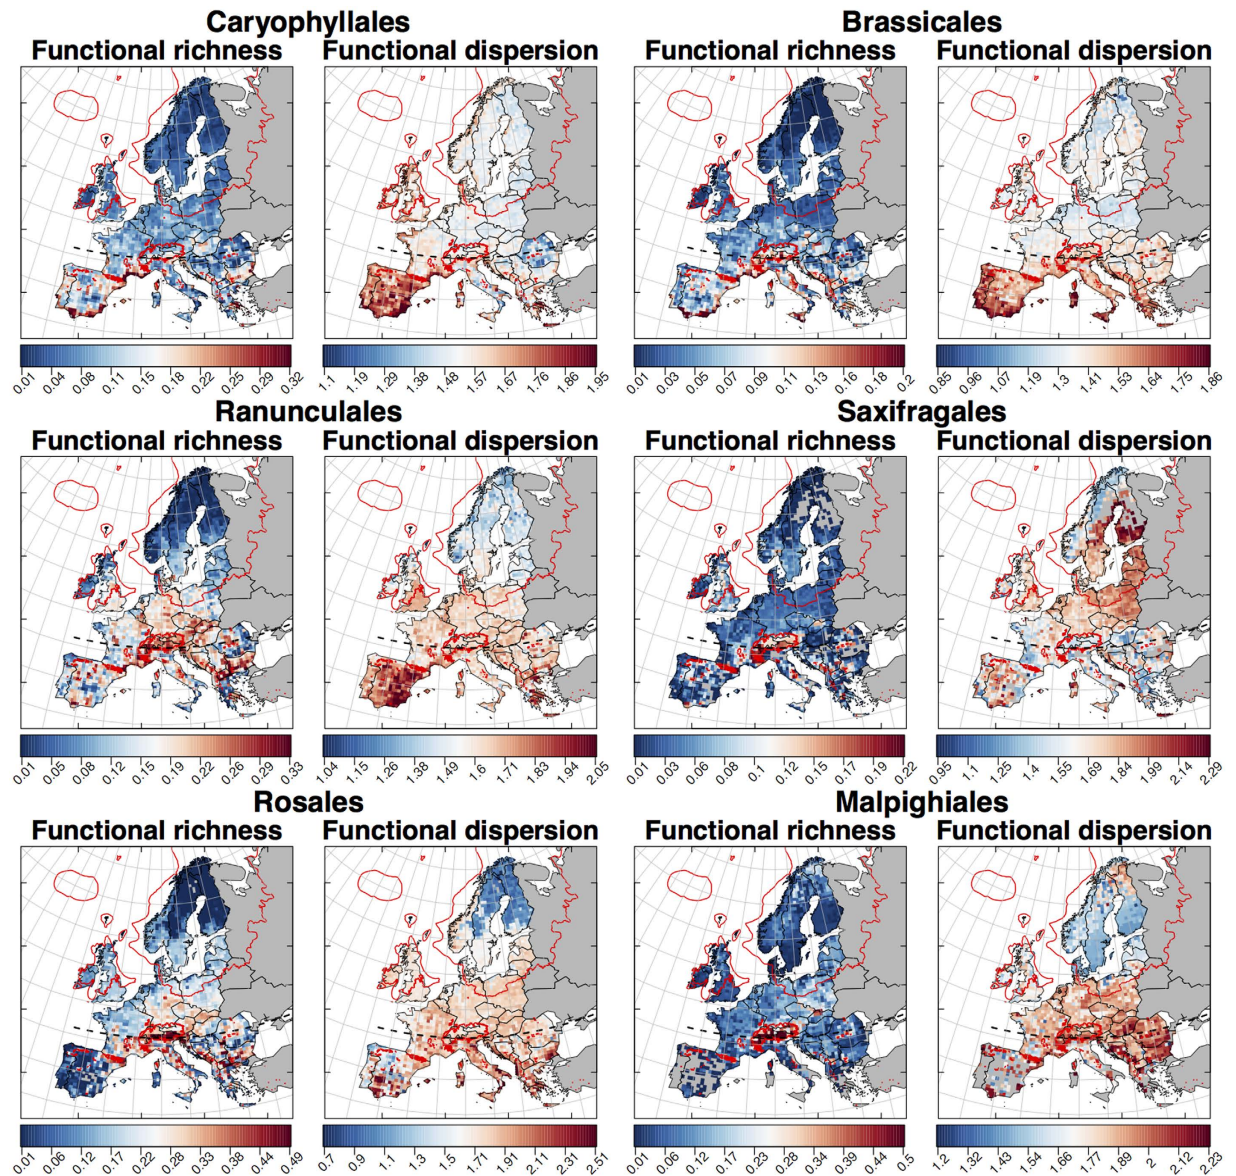 Caryophyllales Brassicales
Functional richness Functional dispersion Functional richness Functional dispersion
0.01 0.04 0.08 0.11 0.15 0.18 0.22 0.25 0.29 0.32 1.1 1.19 1.29 1.38 1.48 1.57 1.67 1.76 1.86 1.95 0.01 0.03 0.05 0.07 0.09 0.11 0.13 0.15 0.16 0.18 0.2 0.85 0.96 1.07 1.19 1.3 1.41 1.55 1.64 1.75 1.86
Ranunculales Saxifragales
Functional richness Functional dispersion Functional richness Functional dispersion
0.01 0.05 0.08 0.12 0.15 0.19 0.22 0.26 0.29 0.33 1.04 1.15 1.26 1.38 1.49 1.6 1.71 1.83 1.94 2.05 0.01 0.03 0.06 0.08 0.1 0.12 0.15 0.17 0.19 0.22 0.95 1.1 1.25 1.4 1.55 1.69 1.84 1.99 2.14 2.29
Rosales Malpighiales
Functional richness Functional dispersion Functional richness Functional dispersion
0.01 0.06 0.12 0.17 0.22 0.28 0.33 0.38 0.44 0.49 0.7 0.9 1.1 1.3 1.5 1.71 1.91 2.11 2.31 2.51 0.01 0.06 0.12 0.17 0.23 0.28 0.34 0.39 0.44 0.5 1.2 1.32 1.43 1.54 1.66 1.77 1.89 2 2.12 2.23